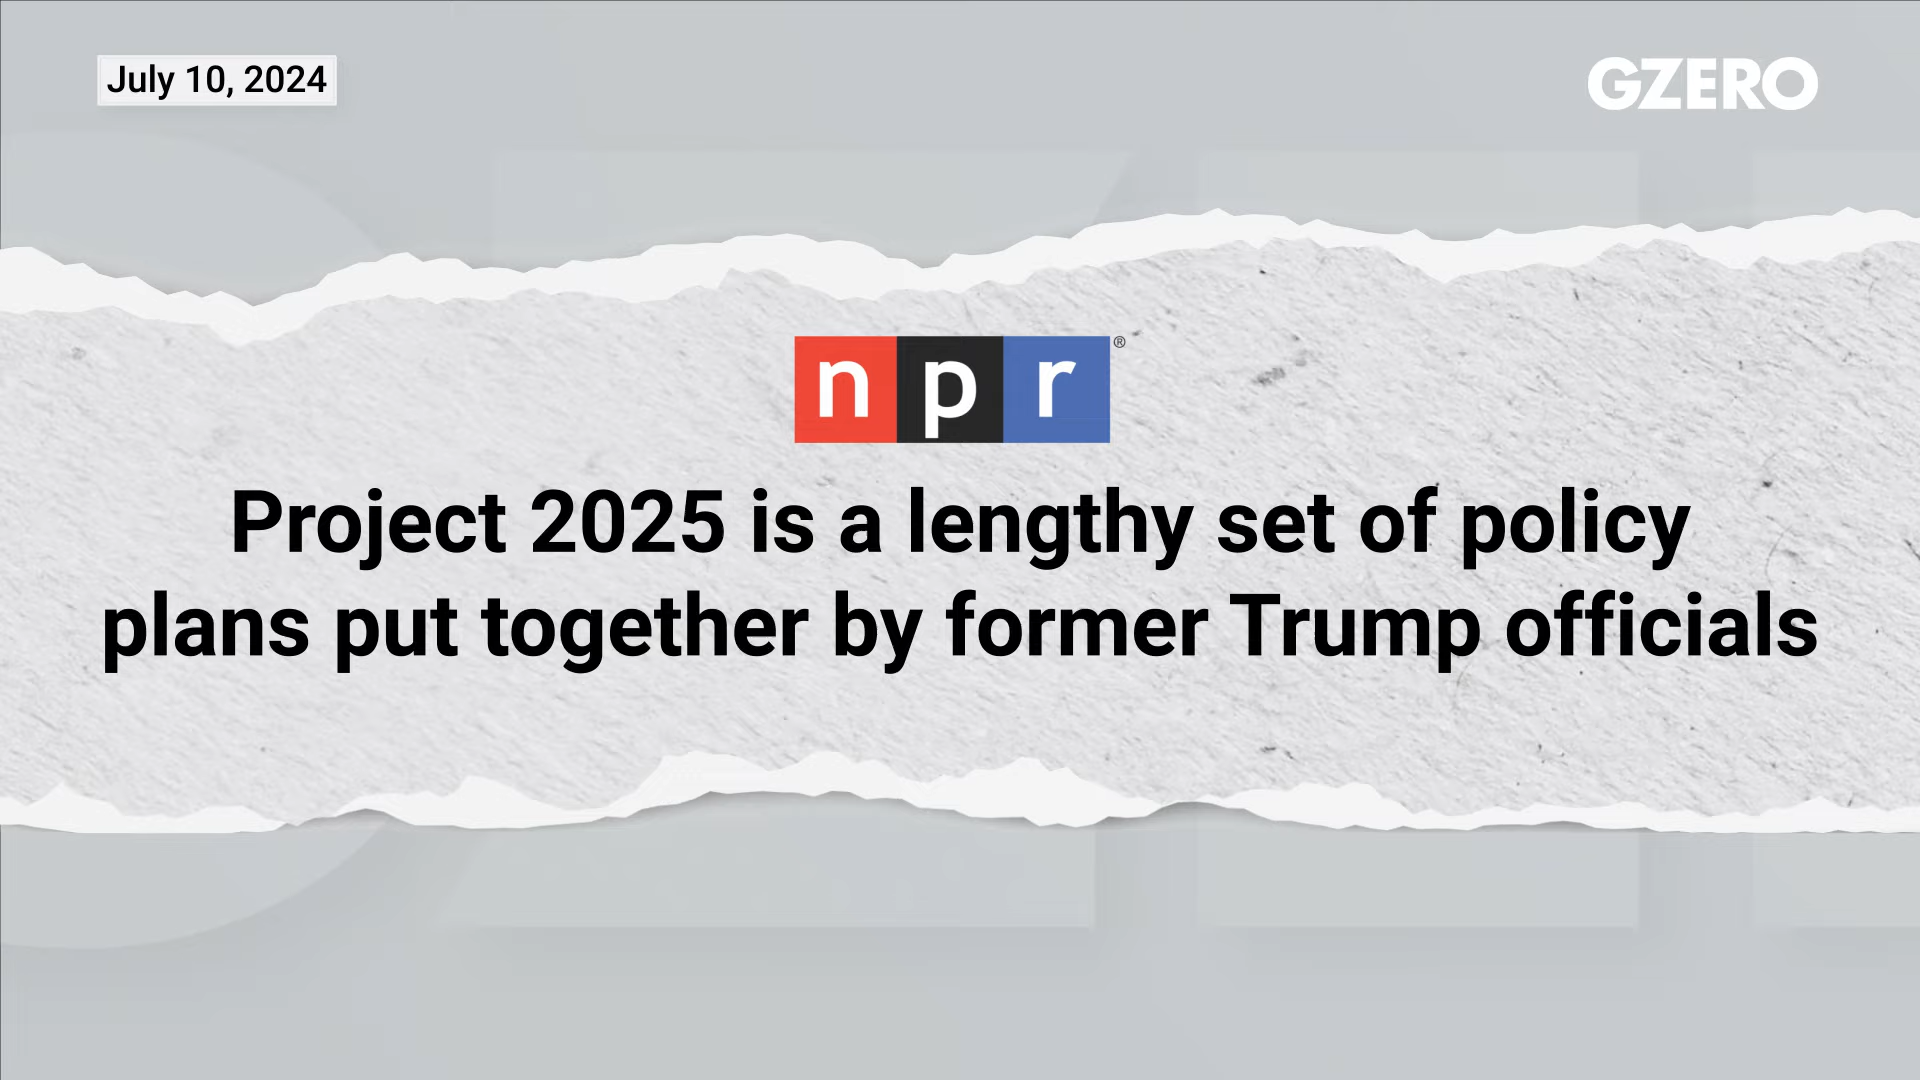 July 10, 2024
GZERO
npr®
Project 2025 is a lengthy set of policy
plans put together by former Trump officials